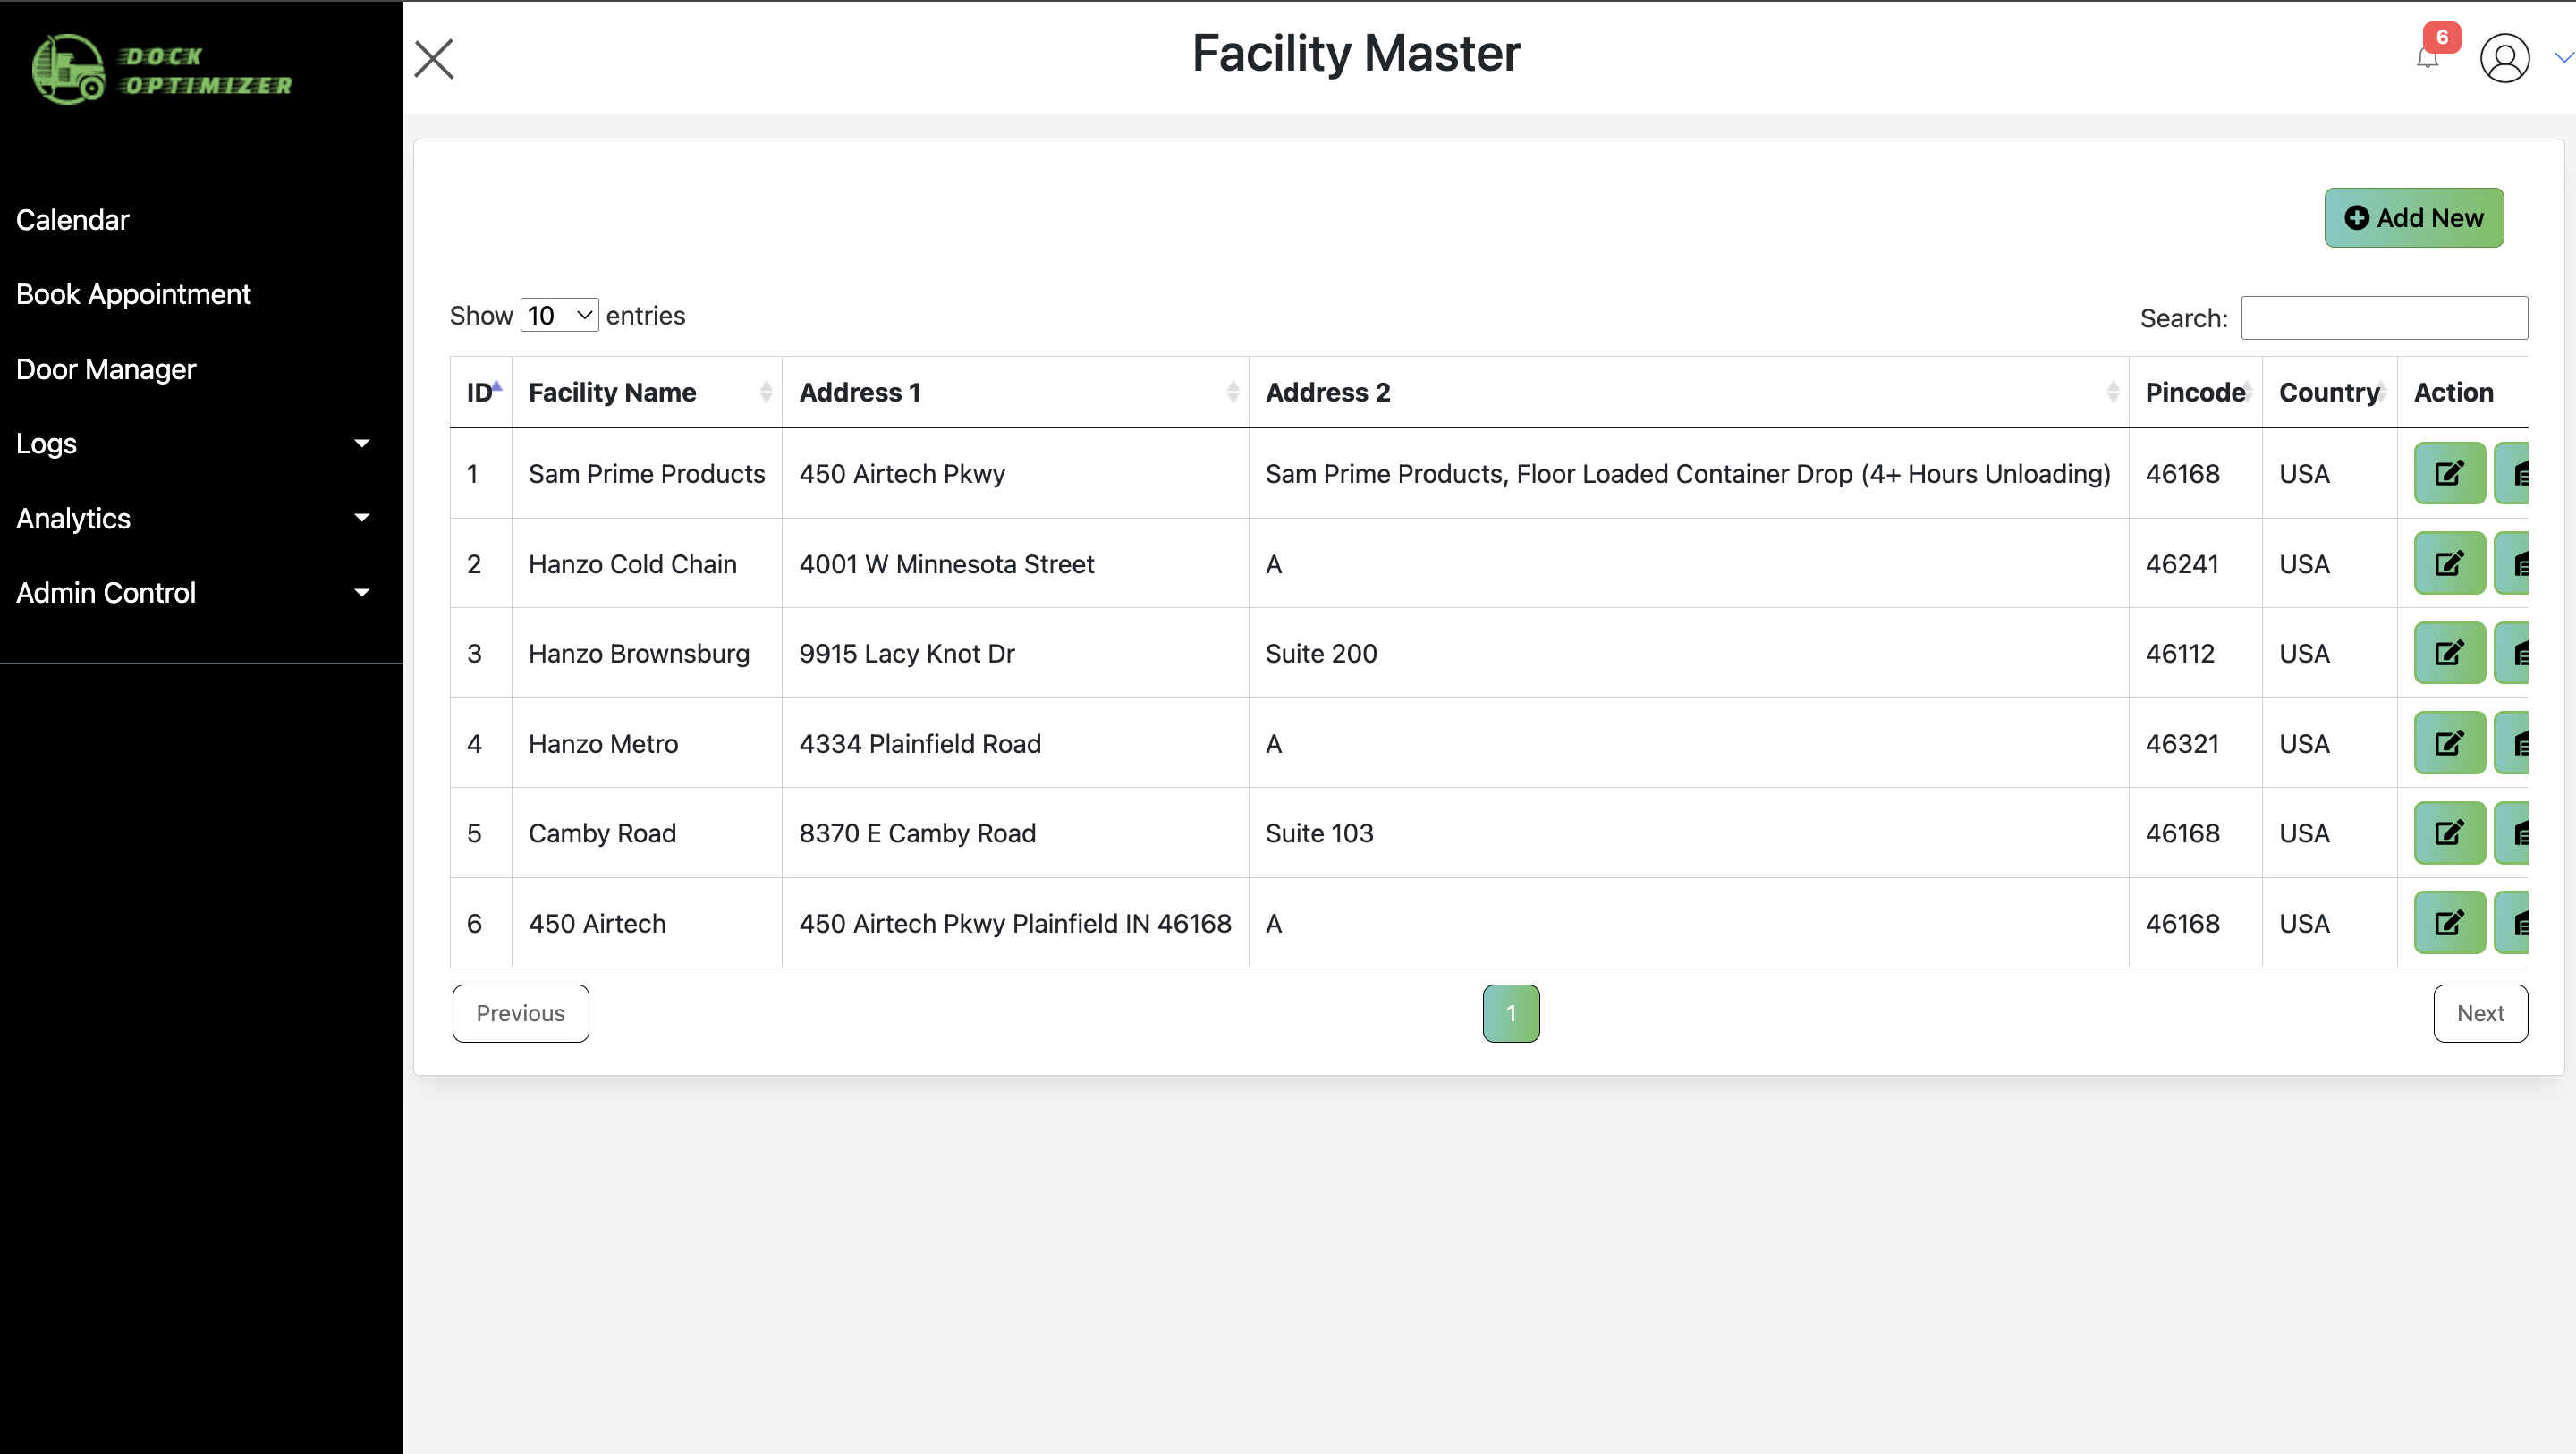 DOCK
OPTIMIZER
Facility Master
6
Calendar
Book Appointment
Door Manager
Logs
Analytics
Admin Control
Add New
Show 10 entries
Search:
ID Facility Name Address 1 Address 2 Pincode Country Action
1 Sam Prime Products 450 Airtech Pkwy Sam Prime Products, Floor Loaded Container Drop (4+ Hours Unloading) 46168 USA
2 Hanzo Cold Chain 4001 W Minnesota Street A 46241 USA
3 Hanzo Brownsburg 9915 Lacy Knot Dr Suite 200 46112 USA
4 Hanzo Metro 4334 Plainfield Road A 46321 USA
5 Camby Road 8370 E Camby Road Suite 103 46168 USA
6 450 Airtech 450 Airtech Pkwy Plainfield IN 46168 A 46168 USA
Previous 1 Next